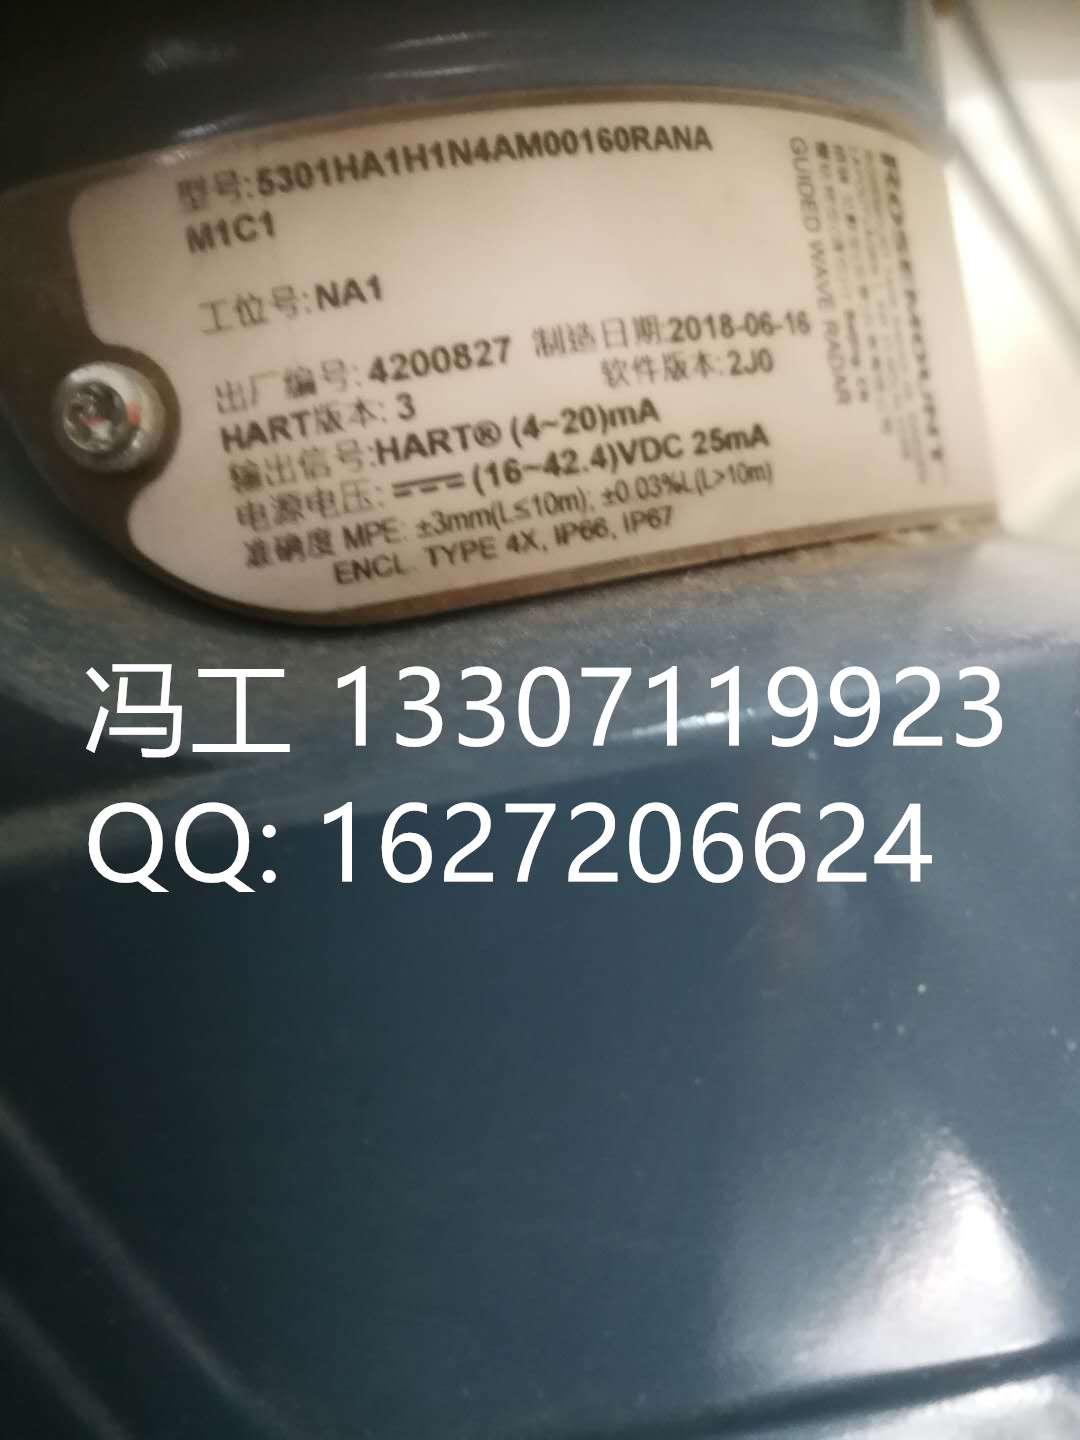 型号:5301HA1H1N4AM00160RANA
M1C1
工位号:NA1
出厂编号: 4200827 制造日期:2018-06-16
HART版本: 3 软件版本:2J0
输出信号:HART® (4~20)mA
电源电压: (16~42.4)VDC 25mA
准确度 MPE: ±3mm(L≤10m); ±0.03%L(L>10m)
ENCL. TYPE 4X, IP66, IP67
ROSEMOUNT
GUIDED WAVE RADAR
冯工 13307119923
QQ: 1627206624